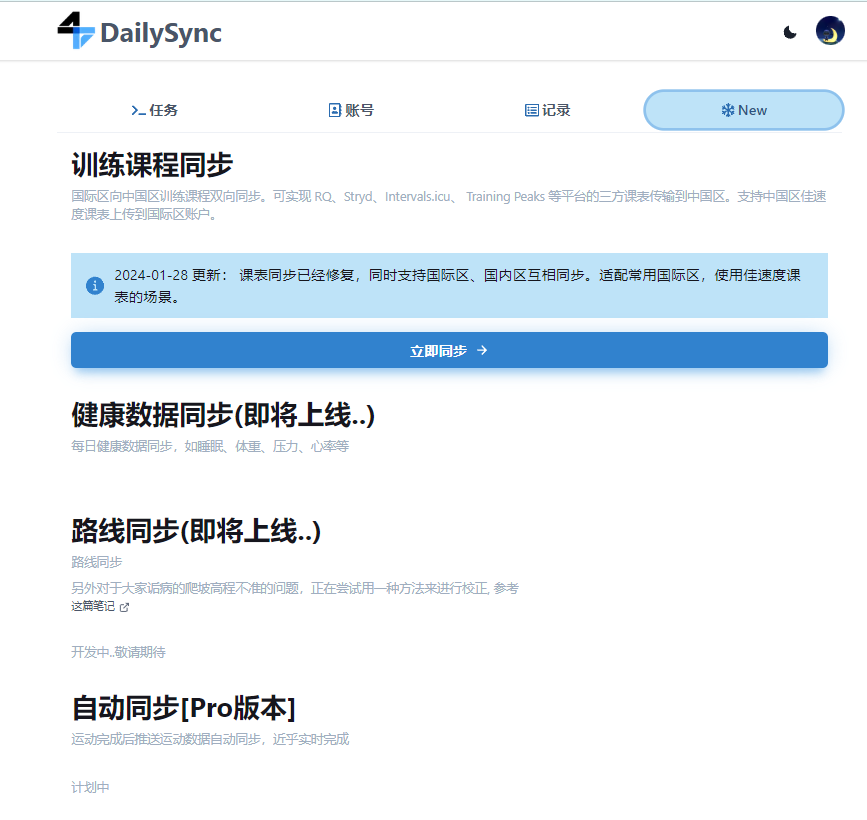 DailySync
任务
账号
记录
New
训练课程同步
国际区向中国区训练课程双向同步。可实现 RQ、Stryd、Intervals.icu、 Training Peaks 等平台的三方课表传输到中国区。支持中国区佳速
度课表上传到国际区账户。
2024-01-28 更新： 课表同步已经修复，同时支持国际区、国内区互相同步。适配常用国际区，使用佳速度课
表的场景。
立即同步
健康数据同步(即将上线..)
每日健康数据同步，如睡眠、体重、压力、心率等
路线同步(即将上线..)
路线同步
另外对于大家诟病的爬坡高程不准的问题，正在尝试用一种方法来进行校正, 参考
这篇笔记
开发中..敬请期待
自动同步[Pro版本]
运动完成后推送运动数据自动同步，近乎实时完成
计划中